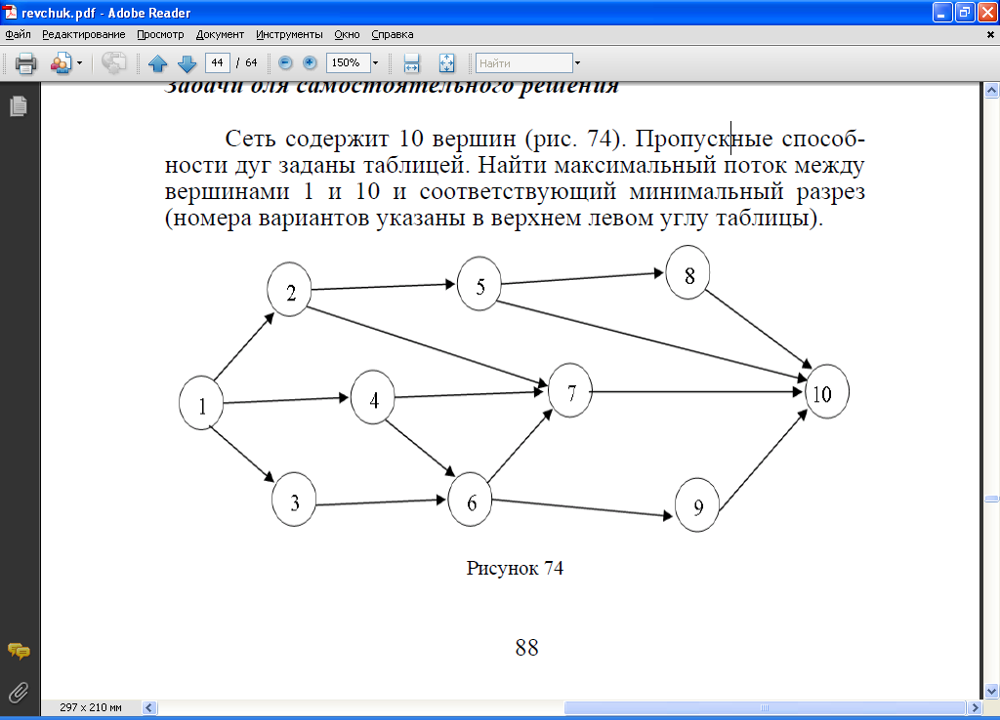 revchuk.pdf - Adobe Reader
Файл Редактирование Просмотр Документ Инструменты Окно Справка
44 / 64 150% Найти
Задачи для самостоятельного решения
Сеть содержит 10 вершин (рис. 74). Пропускные способ-
ности дуг заданы таблицей. Найти максимальный поток между
вершинами 1 и 10 и соответствующий минимальный разрез
(номера вариантов указаны в верхнем левом углу таблицы).
8
2 5
1 4 7 10
3 6 9
Рисунок 74
88
297 x 210 мм